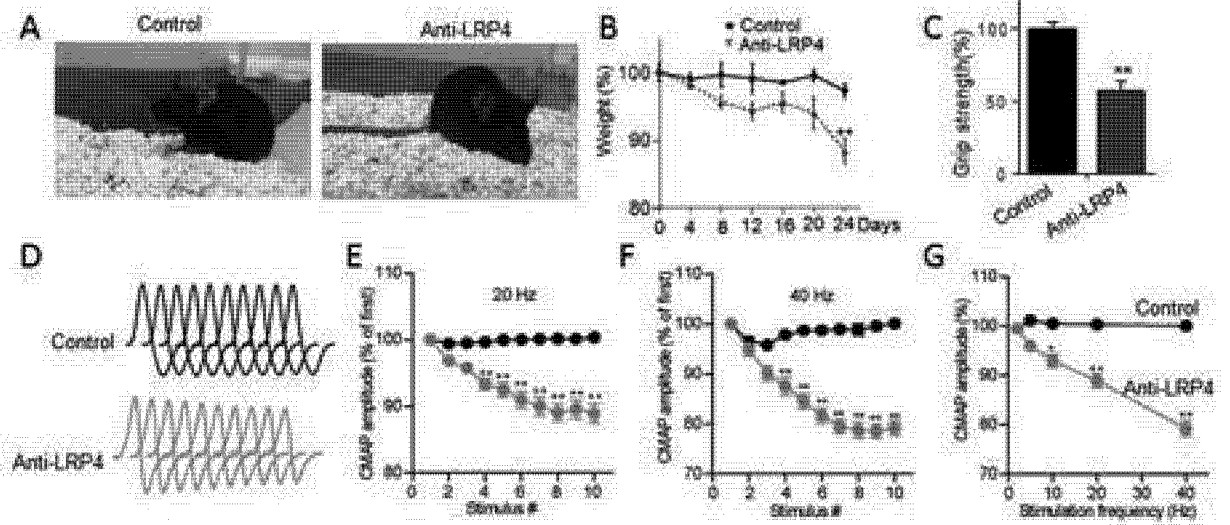 A
Control
Anti-LRP4
B
Control
Anti-LRP4
Weight (%)
100
90
80
0 4 8 12 16 20 24 Days
**
C
Grip strength(%)
100
50
0
**
Control
Anti-LRP4
D
Control
Anti-LRP4
E
20 Hz
CMAP amplitude (% of first)
110
100
90
80
** ** ** ** ** ** **
0 2 4 6 8 10
Stimulus #
F
40 Hz
CMAP amplitude (% of first)
110
100
90
80
70
** ** ** ** ** ** **
0 2 4 6 8 10
Stimulus #
G
CMAP amplitude (%)
110
100
90
80
70
Control
Anti-LRP4
*
**
**
0 10 20 30 40
Stimulation frequency (Hz)